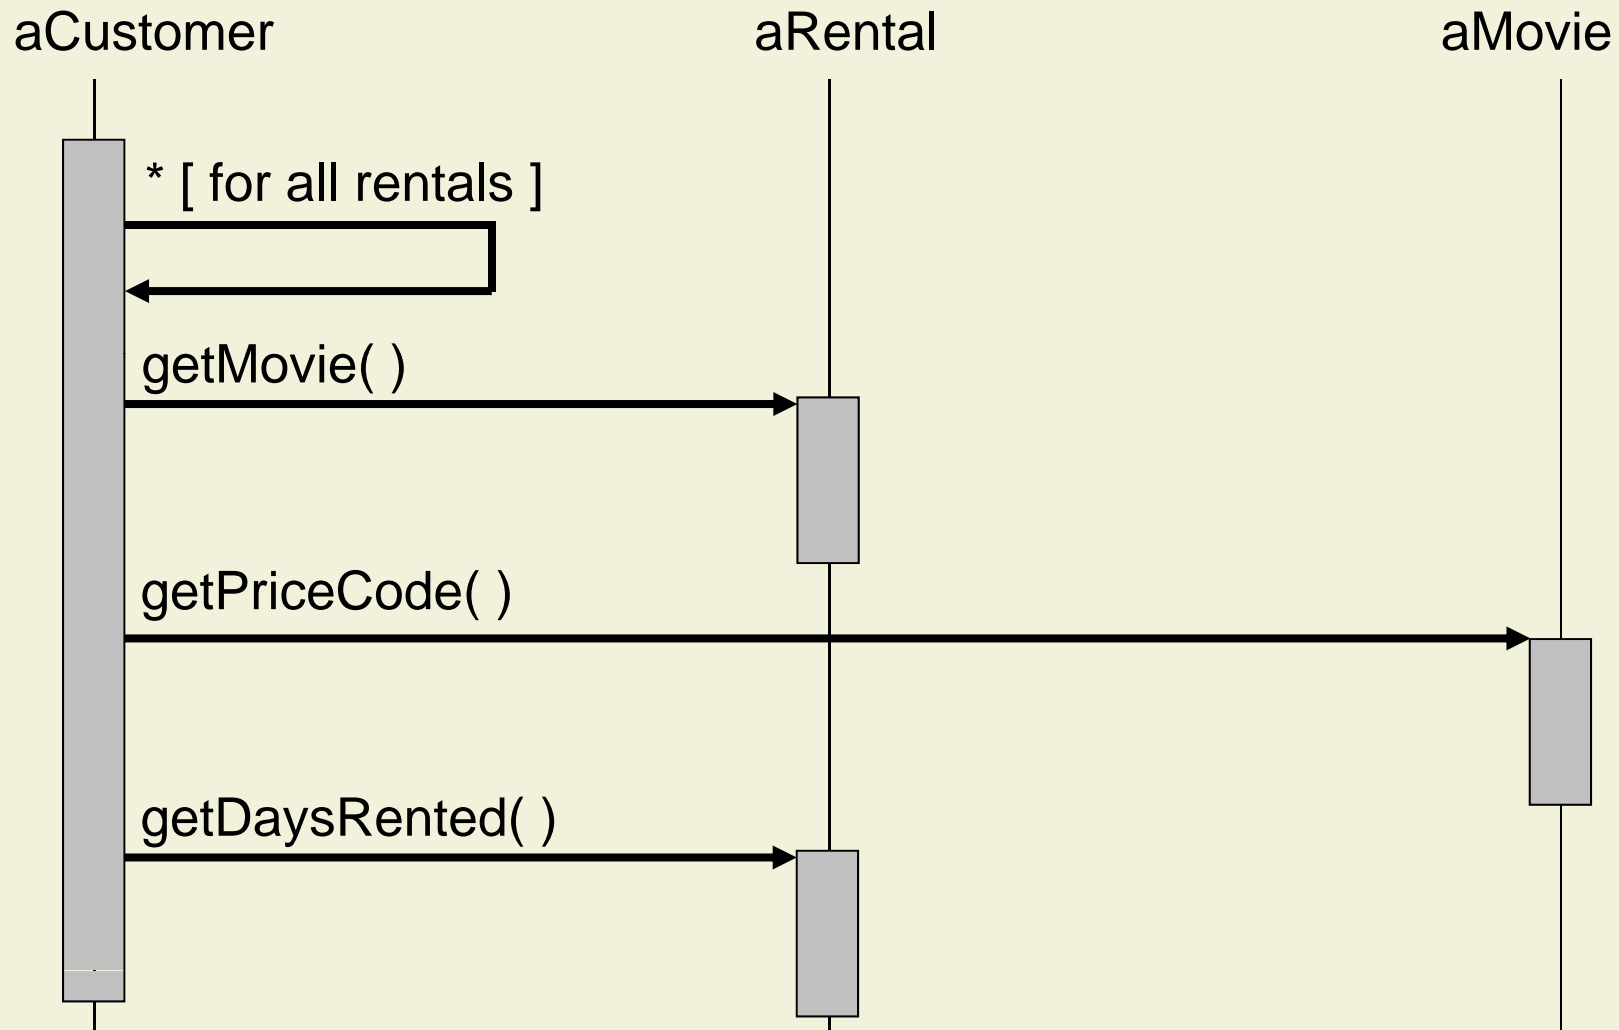 aCustomer aRental aMovie
* [ for all rentals ]
getMovie( )
getPriceCode( )
getDaysRented( )